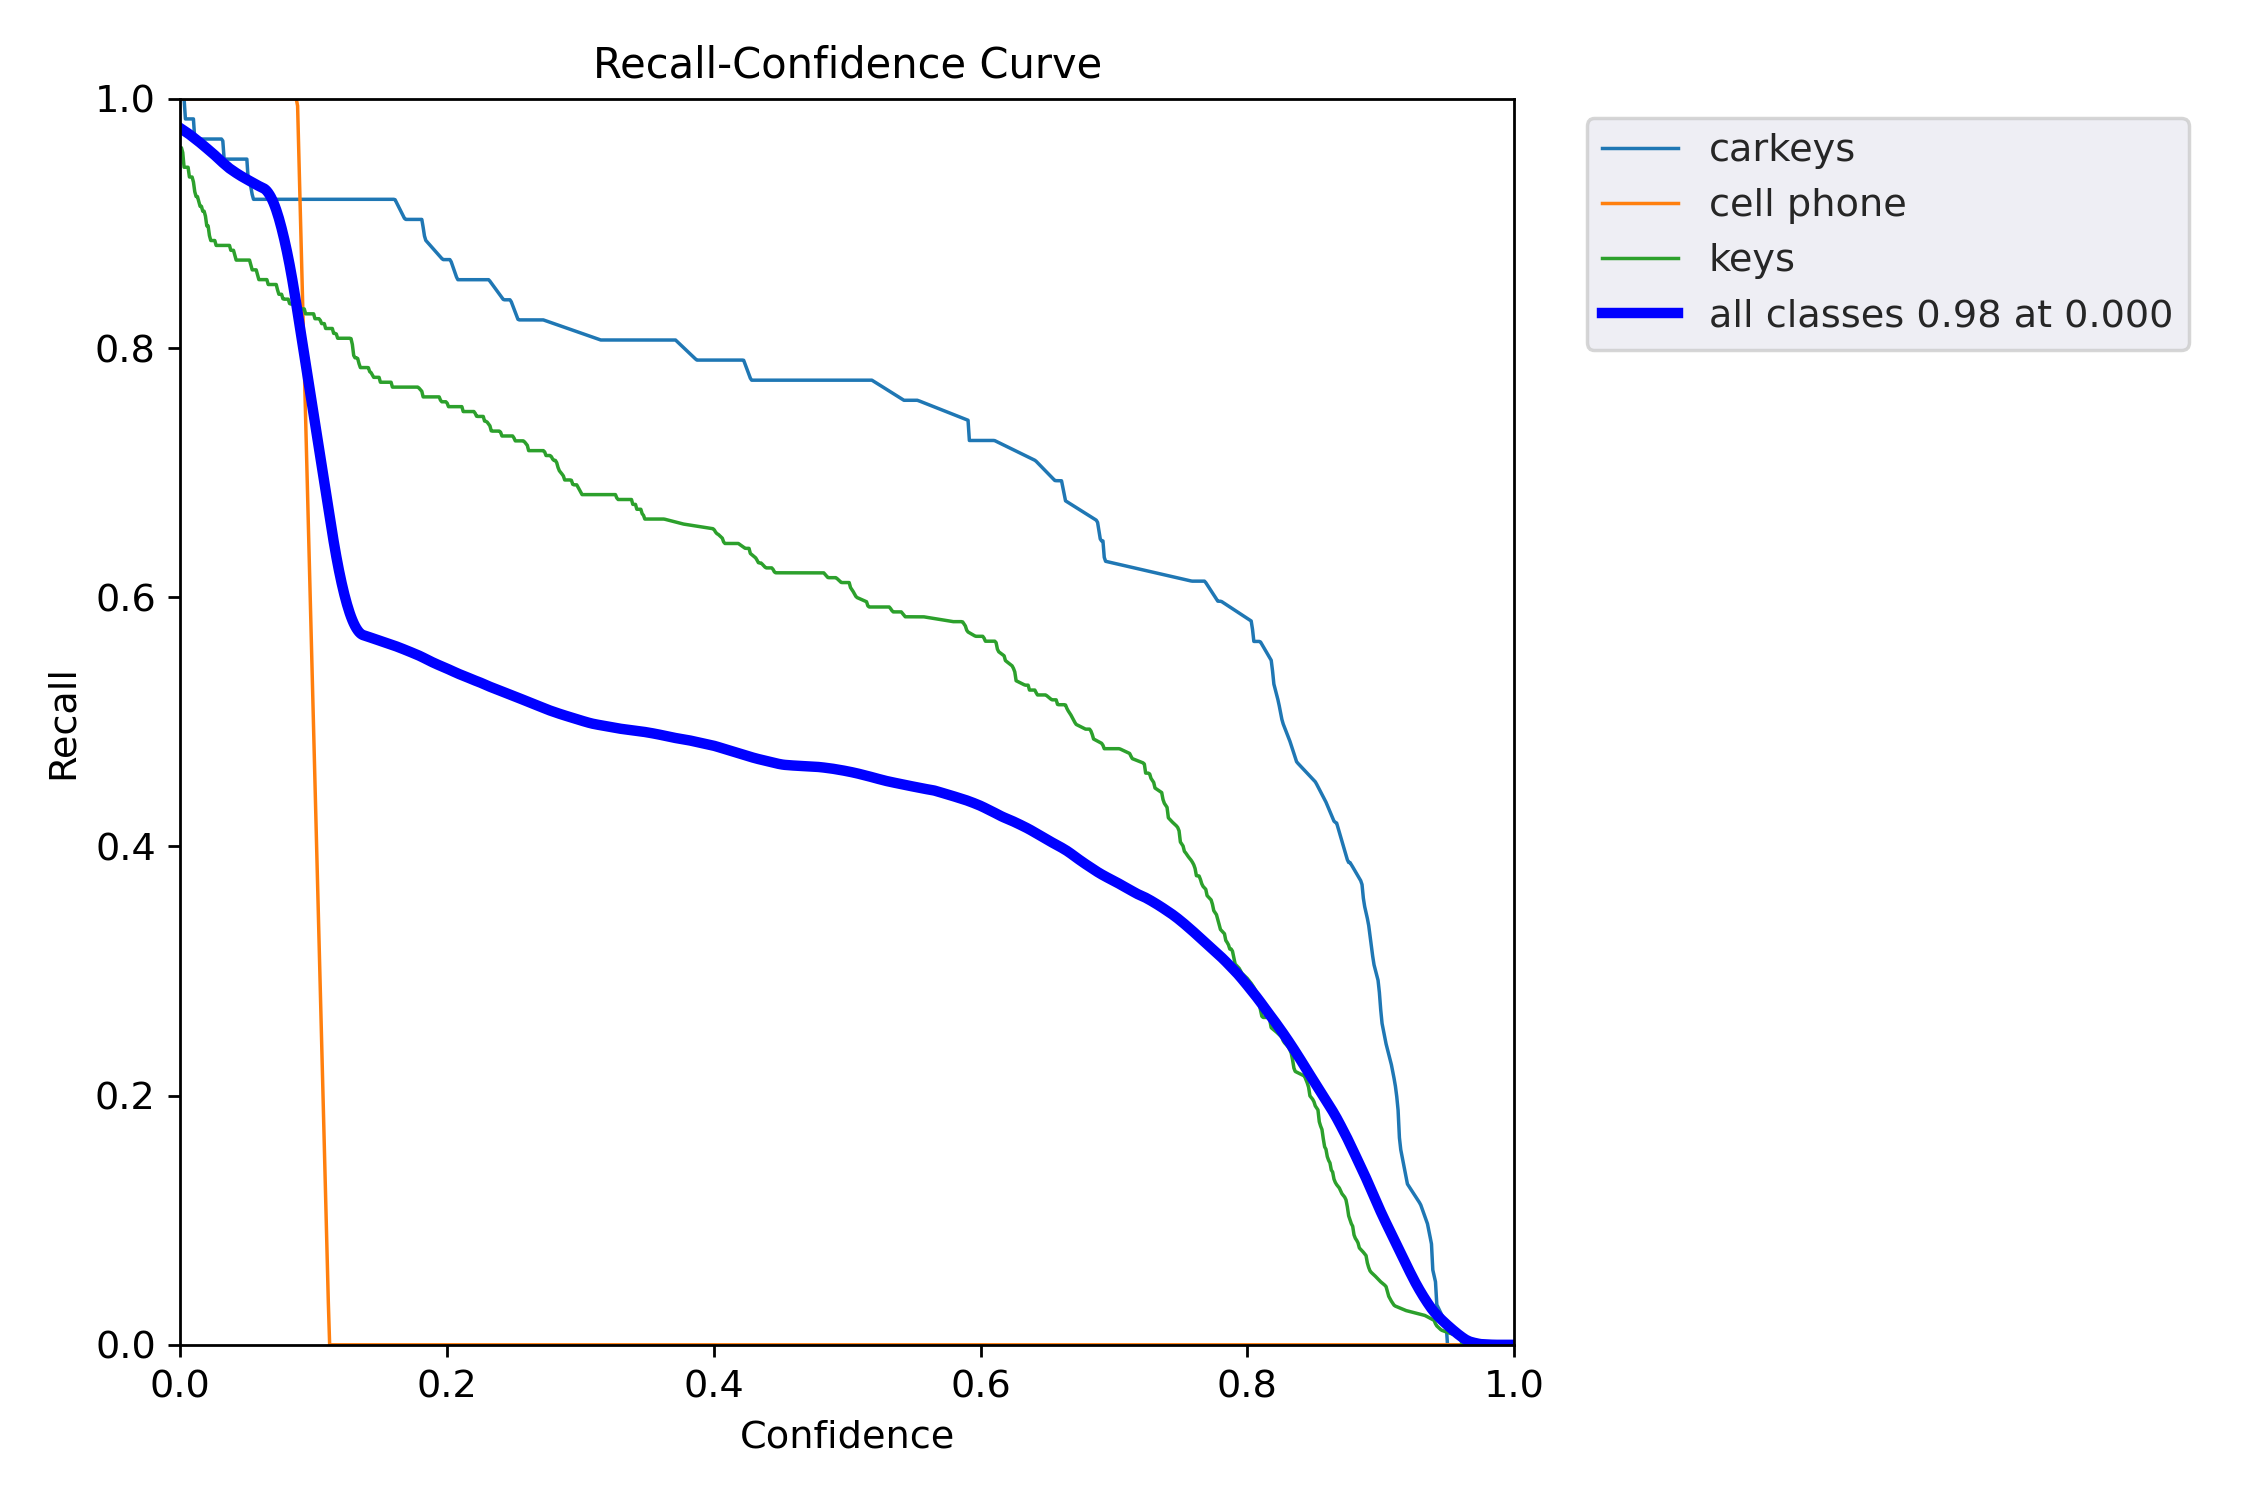 Recall-Confidence Curve
1.0
0.8
0.6
0.4
0.2
0.0
Recall
0.0 0.2 0.4 0.6 0.8 1.0
Confidence
carkeys
cell phone
keys
all classes 0.98 at 0.000